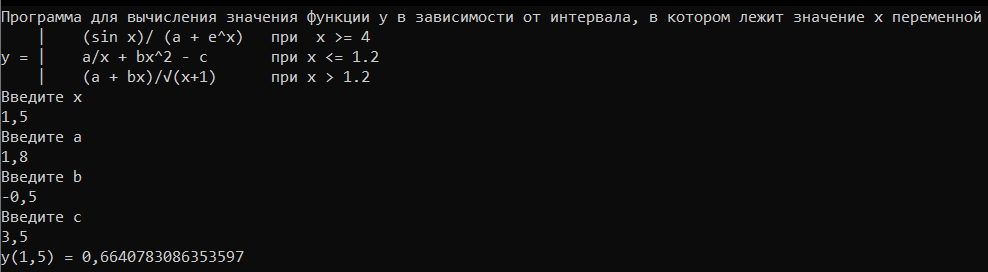 Программа для вычисления значения функции y в зависимости от интервала, в котором лежит значение x переменной
    |    (sin x)/ (a + e^x)   при  x >= 4
y = |    a/x + bx^2 - c       при x <= 1.2
    |    (a + bx)/√(x+1)      при x > 1.2
Введите x
1,5
Введите a
1,8
Введите b
-0,5
Введите c
3,5
y(1,5) = 0,6640783086353597